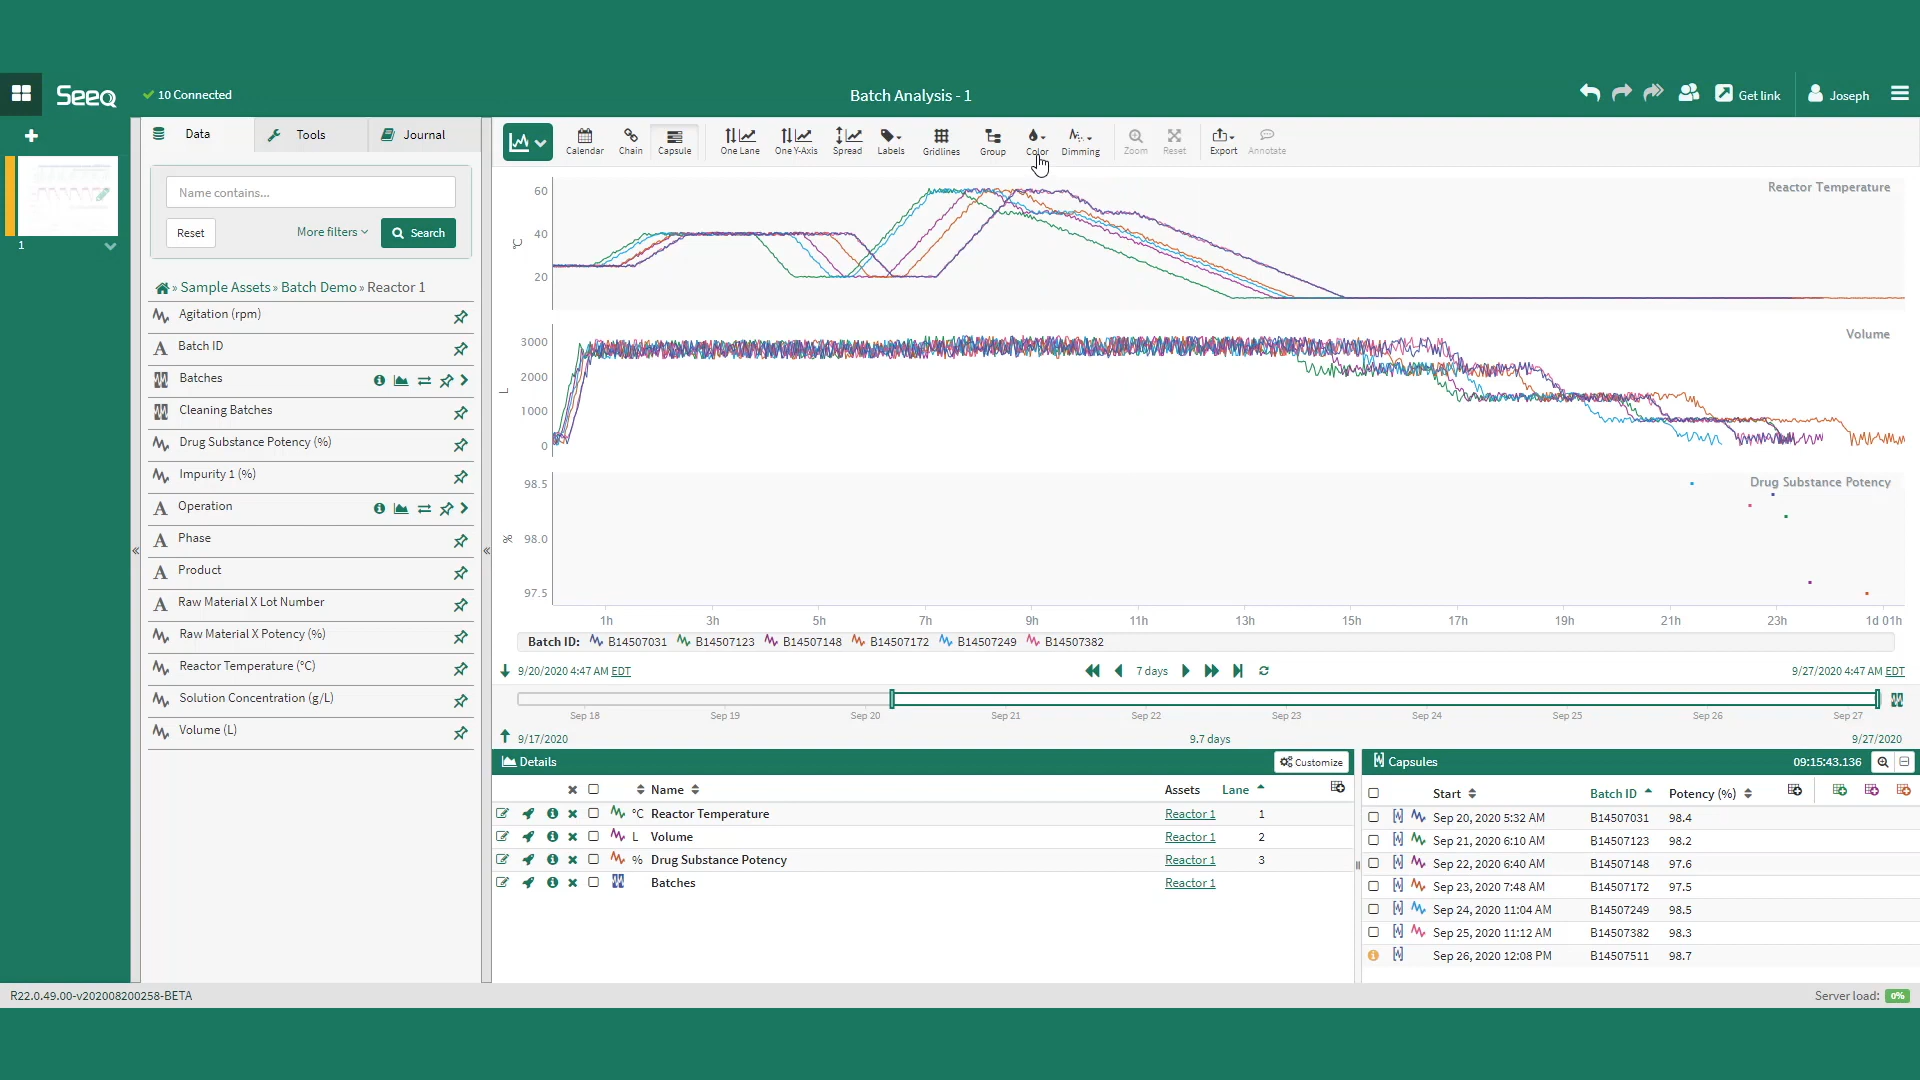 Seeq
10 Connected
Batch Analysis - 1
Get link
Joseph
1
Data
Tools
Journal
Name contains...
Reset
More filters
Search
» Sample Assets » Batch Demo » Reactor 1
Agitation (rpm)
Batch ID
Batches
Cleaning Batches
Drug Substance Potency (%)
Impurity 1 (%)
Operation
Phase
Product
Raw Material X Lot Number
Raw Material X Potency (%)
Reactor Temperature (°C)
Solution Concentration (g/L)
Volume (L)
Calendar
Chain
Capsule
One Lane
One Y-Axis
Spread
Labels
Gridlines
Group
Color
Dimming
Zoom
Reset
Export
Annotate
Reactor Temperature
60
40
20
°C
Volume
3000
2000
1000
0
L
Drug Substance Potency
98.5
98.0
97.5
%
1h 3h 5h 7h 9h 11h 13h 15h 17h 19h 21h 23h 1d 01h
Batch ID: B14507031 B14507123 B14507148 B14507172 B14507249 B14507382
9/20/2020 4:47 AM EDT
7 days
9/27/2020 4:47 AM EDT
Sep 18 Sep 19 Sep 20 Sep 21 Sep 22 Sep 23 Sep 24 Sep 25 Sep 26 Sep 27
9/17/2020
9.7 days
9/27/2020
Details
Customize
Name Assets Lane
°C Reactor Temperature Reactor 1 1
L Volume Reactor 1 2
% Drug Substance Potency Reactor 1 3
Batches Reactor 1
Capsules
09:15:43.136
Start Batch ID Potency (%)
Sep 20, 2020 5:32 AM B14507031 98.4
Sep 21, 2020 6:10 AM B14507123 98.2
Sep 22, 2020 6:40 AM B14507148 97.6
Sep 23, 2020 7:48 AM B14507172 97.5
Sep 24, 2020 11:04 AM B14507249 98.5
Sep 25, 2020 11:12 AM B14507382 98.3
Sep 26, 2020 12:08 PM B14507511 98.7
R22.0.49.00-v202008200258-BETA
Server load: 0%